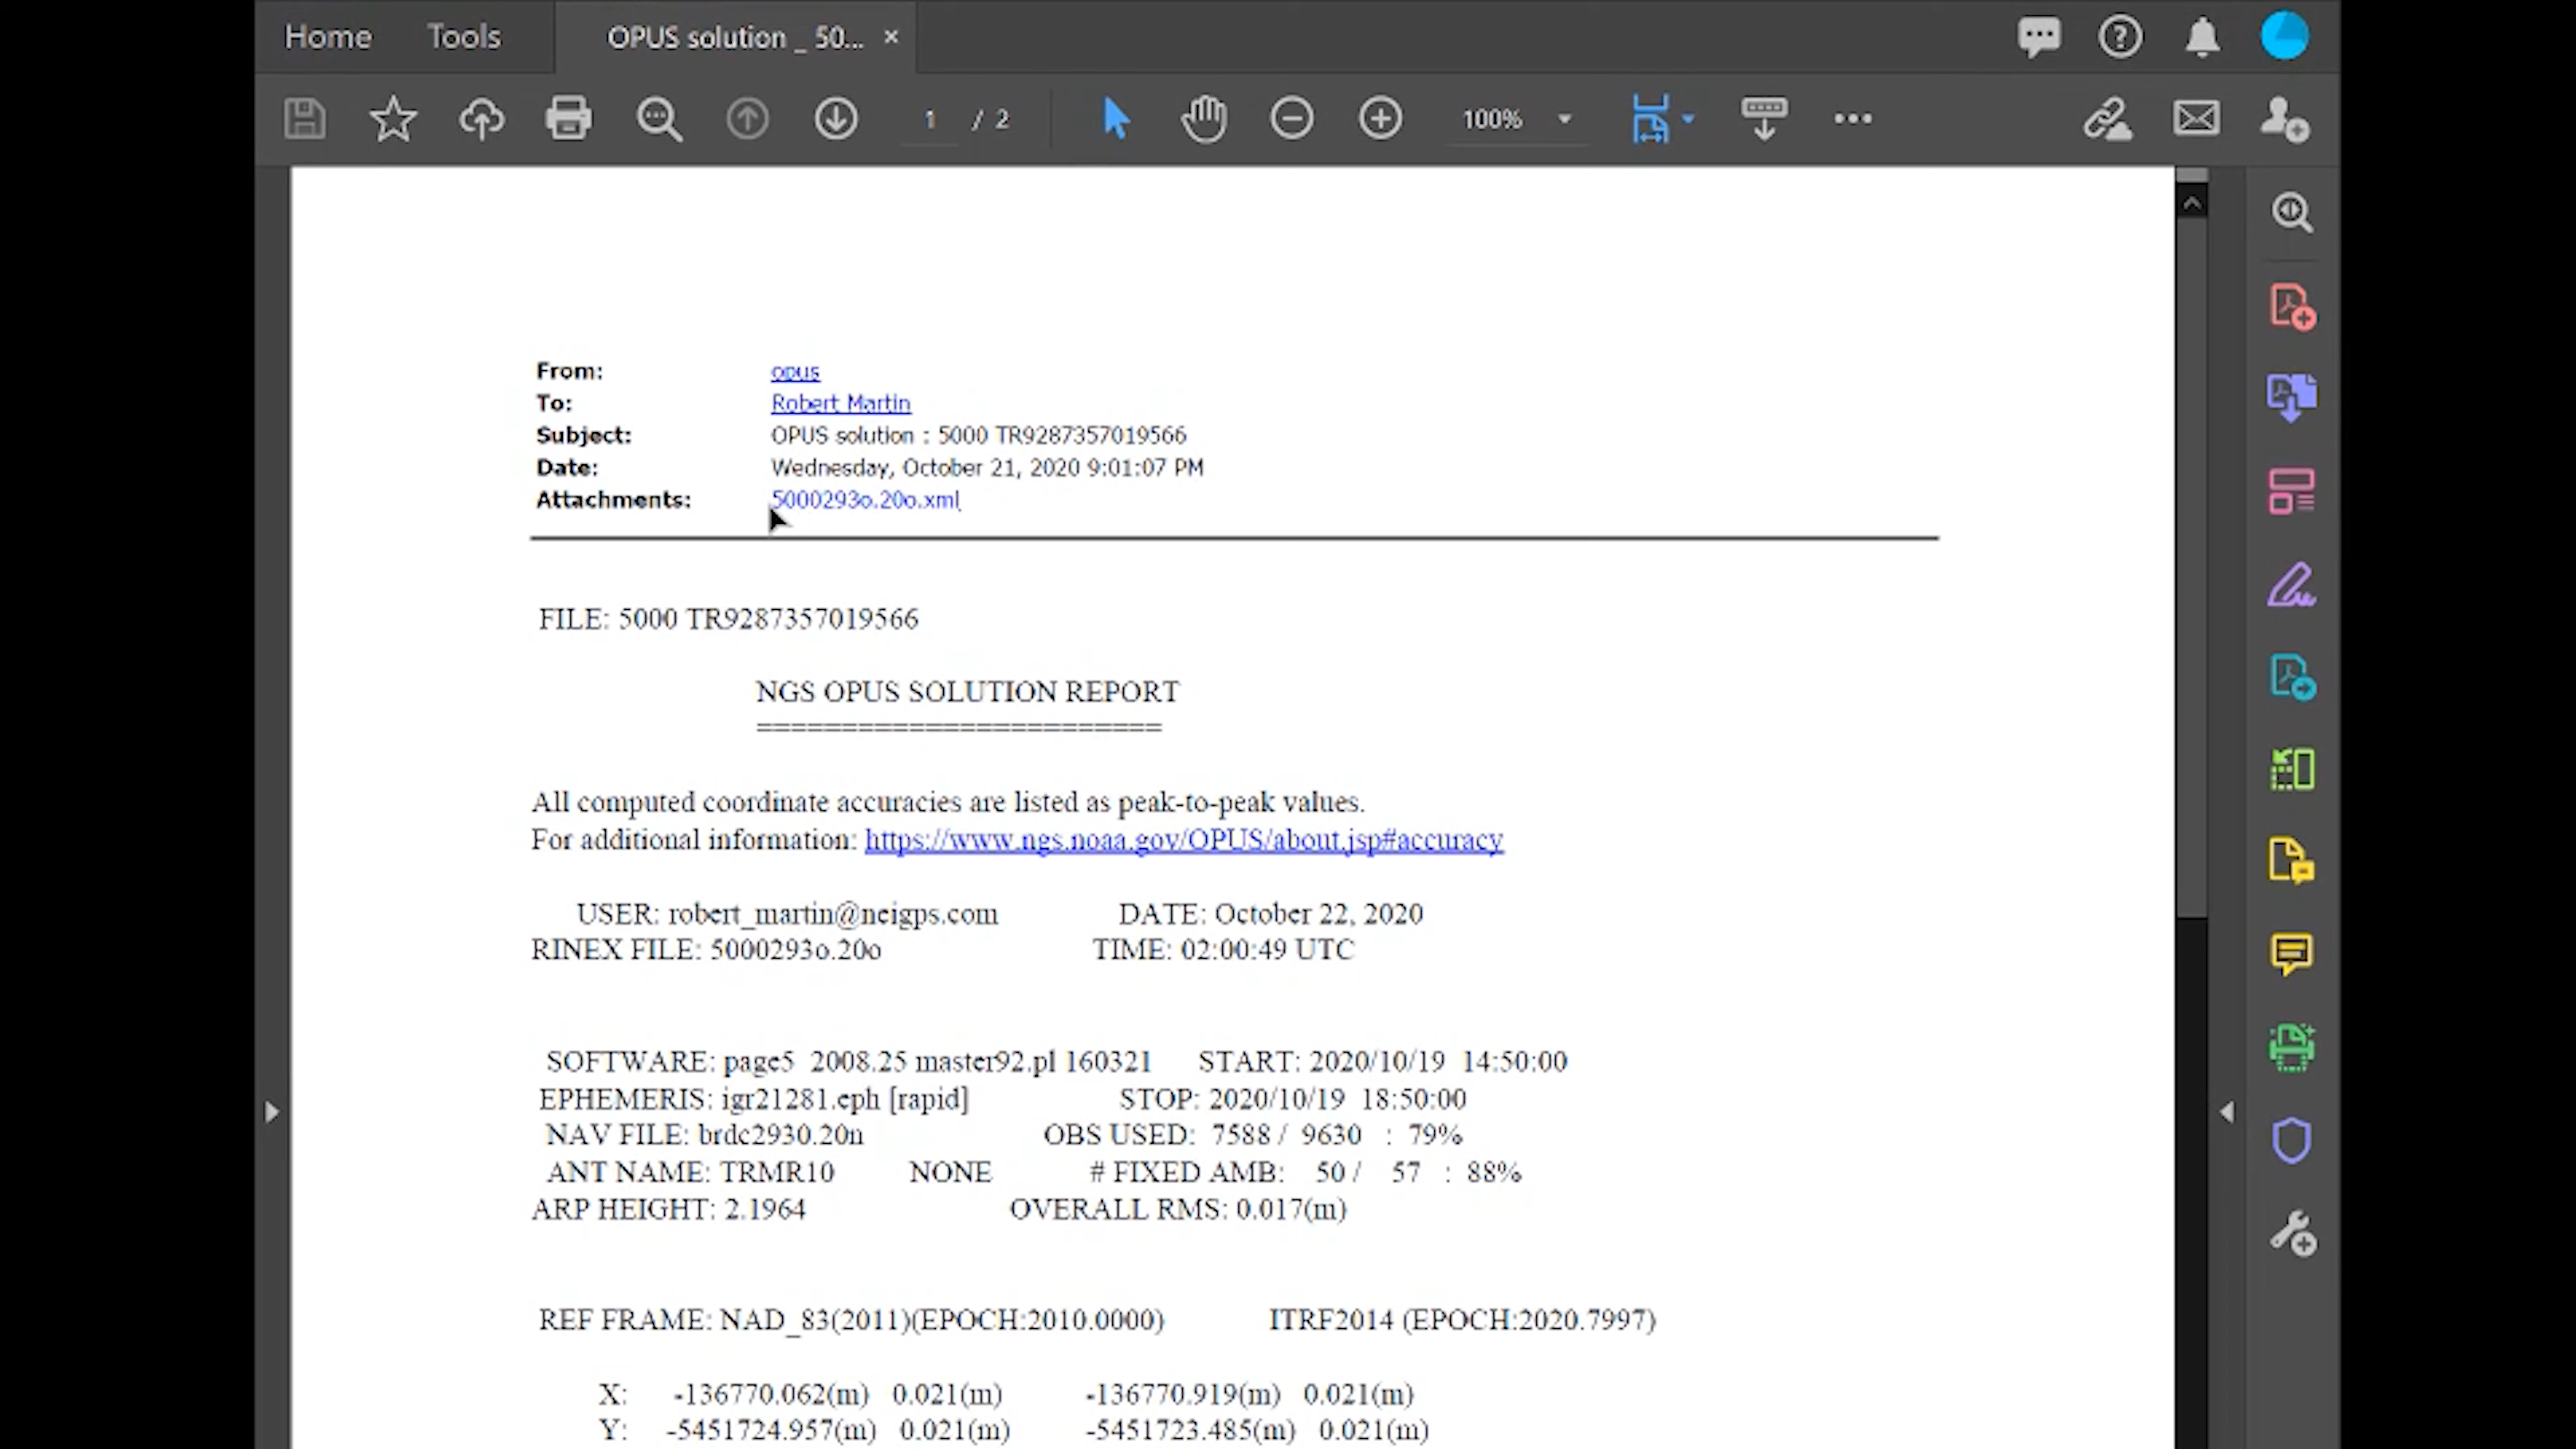 Home Tools OPUS solution _ 50... ×
1 / 2 100%
From: opus
To: Robert Martin
Subject: OPUS solution : 5000 TR9287357019566
Date: Wednesday, October 21, 2020 9:01:07 PM
Attachments: 5000293o.20o.xml
FILE: 5000 TR9287357019566
NGS OPUS SOLUTION REPORT
========================
All computed coordinate accuracies are listed as peak-to-peak values.
For additional information: https://www.ngs.noaa.gov/OPUS/about.jsp#accuracy
USER: robert_martin@neigps.com DATE: October 22, 2020
RINEX FILE: 5000293o.20o TIME: 02:00:49 UTC
SOFTWARE: page5 2008.25 master92.pl 160321 START: 2020/10/19 14:50:00
EPHEMERIS: igr21281.eph [rapid] STOP: 2020/10/19 18:50:00
NAV FILE: brdc2930.20n OBS USED: 7588 / 9630 : 79%
ANT NAME: TRMR10 NONE # FIXED AMB: 50 / 57 : 88%
ARP HEIGHT: 2.1964 OVERALL RMS: 0.017(m)
REF FRAME: NAD_83(2011)(EPOCH:2010.0000) ITRF2014 (EPOCH:2020.7997)
X: -136770.062(m) 0.021(m) -136770.919(m) 0.021(m)
Y: -5451724.957(m) 0.021(m) -5451723.485(m) 0.021(m)